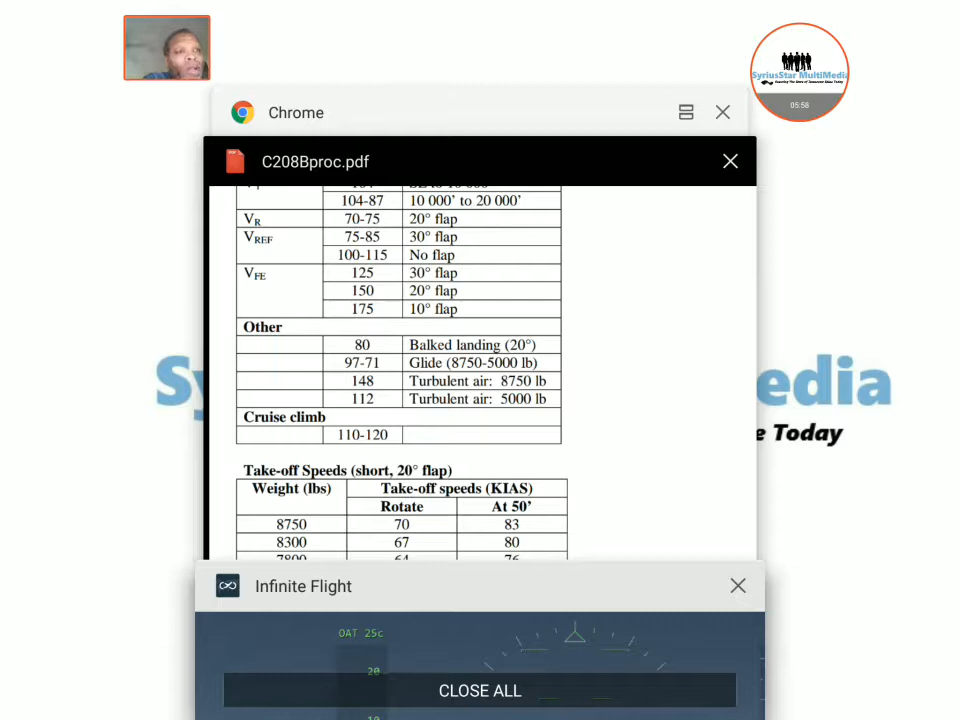 SyriusStar MultiMedia
05:58
Chrome
C208Bproc.pdf
104-87 10 000’ to 20 000’
VR 70-75 20° flap
VREF 75-85 30° flap
100-115 No flap
VFE 125 30° flap
150 20° flap
175 10° flap
Other
80 Balked landing (20°)
97-71 Glide (8750-5000 lb)
148 Turbulent air: 8750 lb
112 Turbulent air: 5000 lb
Cruise climb
110-120
Sy edia
e Today
Take-off Speeds (short, 20° flap)
Weight (lbs) Take-off speeds (KIAS)
Rotate At 50’
8750 70 83
8300 67 80
7800 64 76
Infinite Flight
OAT 25c
20
CLOSE ALL
10